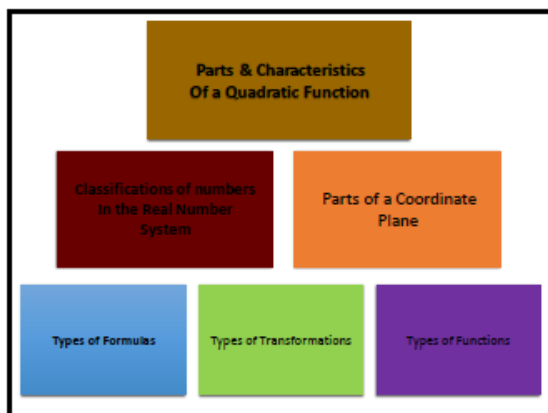 Parts & Characteristics
Of a Quadratic Function
Classifications of numbers
In the Real Number
System
Parts of a Coordinate
Plane
Types of Formulas
Types of Transformations
Types of Functions